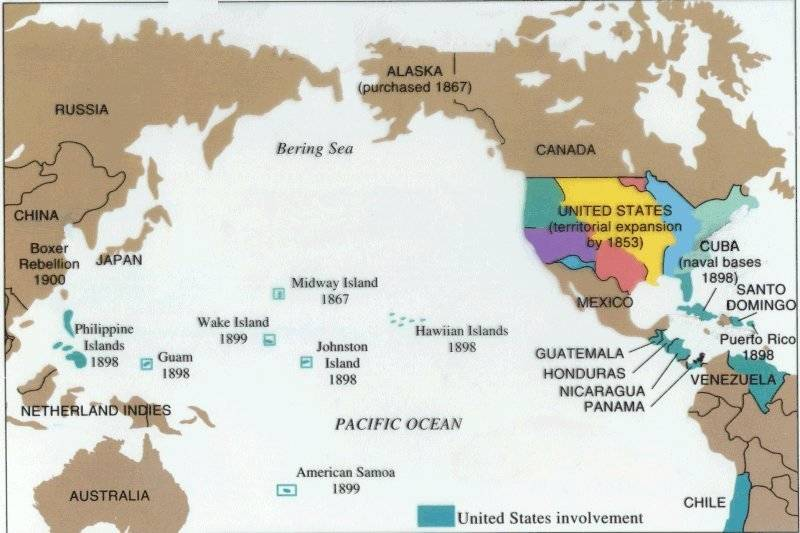 ALASKA
(purchased 1867)
RUSSIA
Bering Sea
CANADA
CHINA
UNITED STATES
(territorial expansion
by 1853)
Boxer
Rebellion
1900
JAPAN
CUBA
(naval bases
1898)
Midway Island
1867
SANTO
DOMINGO
MEXICO
Wake Island
1899
Philippine
Islands
1898
Hawiian Islands
1898
Puerto Rico
1898
Guam
1898
Johnston
Island
1898
GUATEMALA
HONDURAS
NICARAGUA
PANAMA
VENEZUELA
NETHERLAND INDIES
PACIFIC OCEAN
American Samoa
1899
AUSTRALIA
CHILE
United States involvement